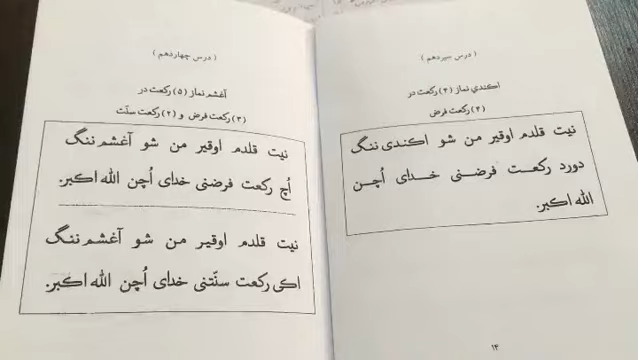 ( درس سیزدهم )
اکندی نماز (۴) رکعت در
(۴) رکعت فرض
نیت قلدم اوقیر من شو اکندی ننگ
دورد رکعت فرضنی خدای اُچن
الله اکبر.
۱۴
( درس چهاردهم )
آغشم نماز (۵) رکعت در
(۳) رکعت فرض و (۲) رکعت سنّت
نیت قلدم اوقیر من شو آغشم ننگ
اُچ رکعت فرضنی خدای اُچن الله اکبر.
نیت قلدم اوقیر من شو آغشم ننگ
اکی رکعت سنّتنی خدای اُچن الله اکبر.